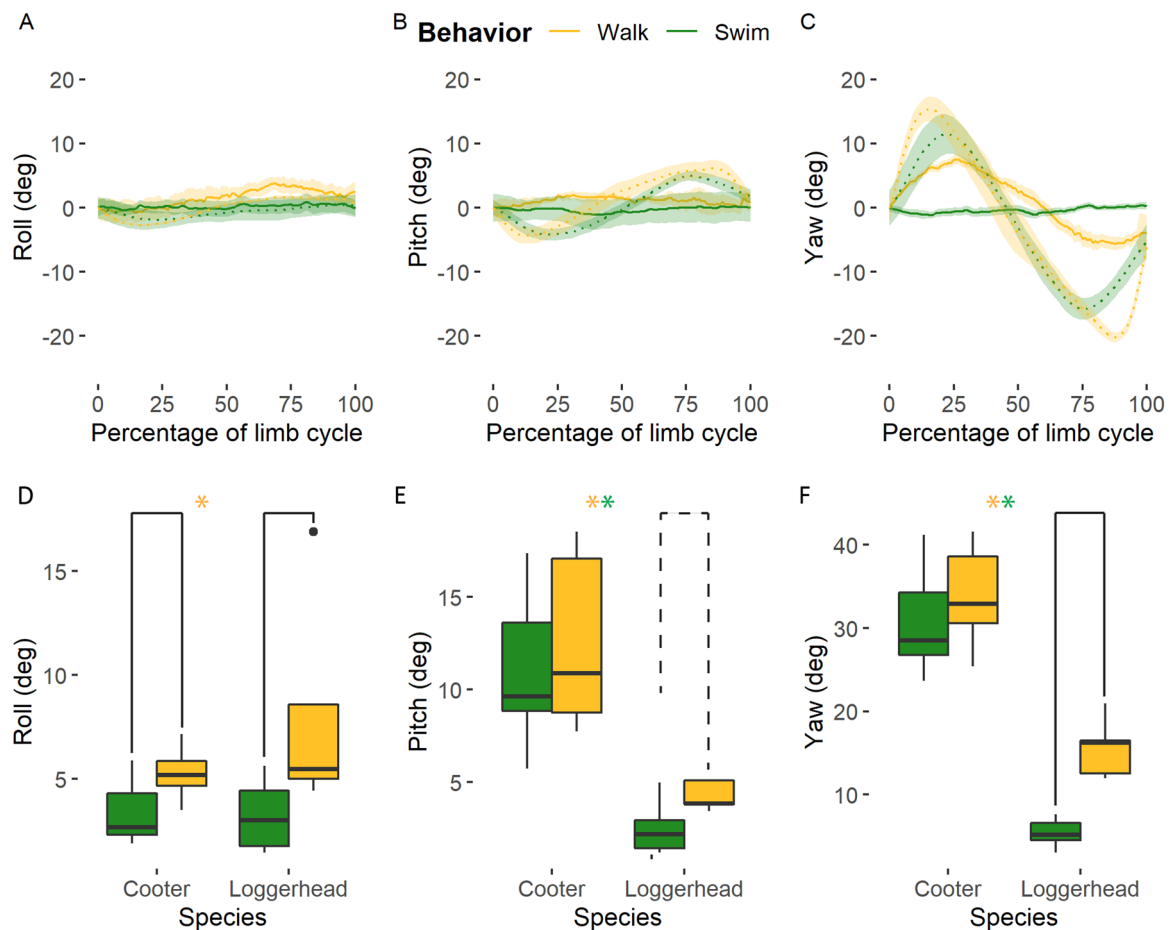 A
B
Behavior Walk Swim
C
20
10
0
-10
-20
Roll (deg)
0 25 50 75 100
Percentage of limb cycle
20
10
0
-10
-20
Pitch (deg)
0 25 50 75 100
Percentage of limb cycle
20
10
0
-10
-20
Yaw (deg)
0 25 50 75 100
Percentage of limb cycle
D
*
15
10
5
Roll (deg)
Cooter Loggerhead
Species
E
**
15
10
5
Pitch (deg)
Cooter Loggerhead
Species
F
**
40
30
20
10
Yaw (deg)
Cooter Loggerhead
Species